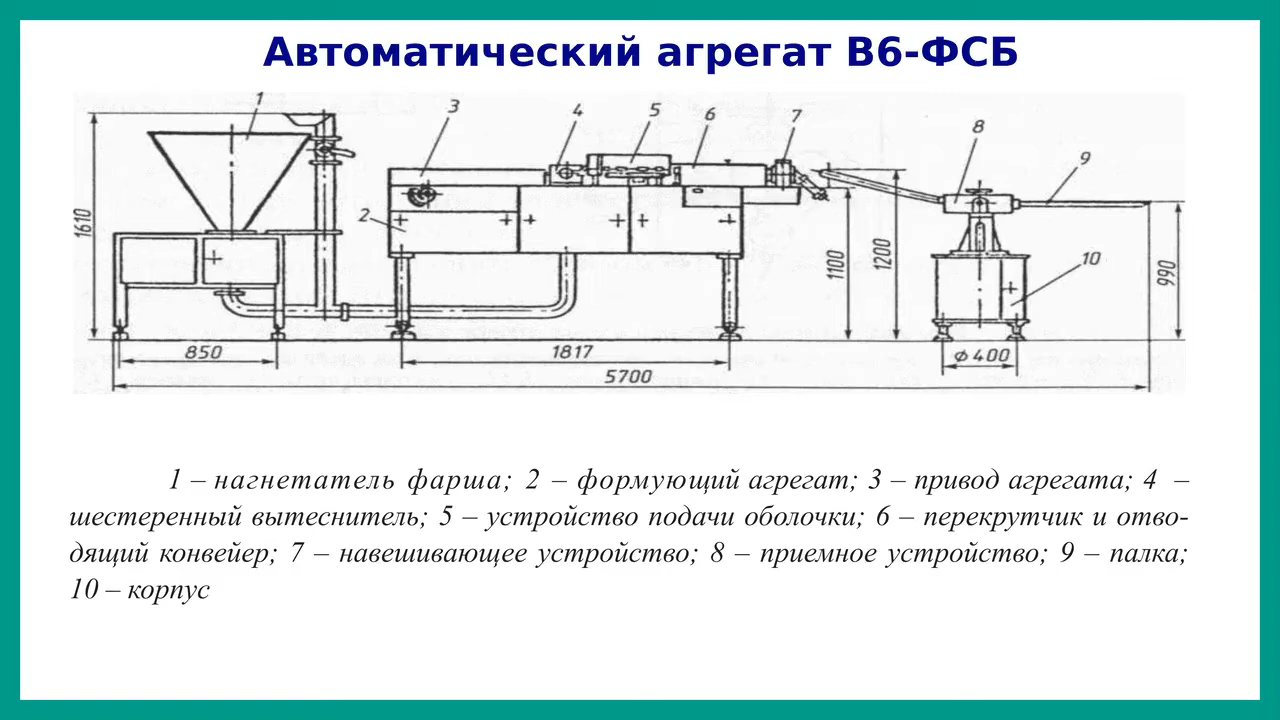 Автоматический агрегат В6-ФСБ
1
3
4
5
6
7
8
9
2
10
1610
1100
1200
990
850
1817
ϕ400
5700
1 – нагнетатель фарша; 2 – формующий агрегат; 3 – привод агрегата; 4 –
шестеренный вытеснитель; 5 – устройство подачи оболочки; 6 – перекрутчик и отво-
дящий конвейер; 7 – навешивающее устройство; 8 – приемное устройство; 9 – палка;
10 – корпус